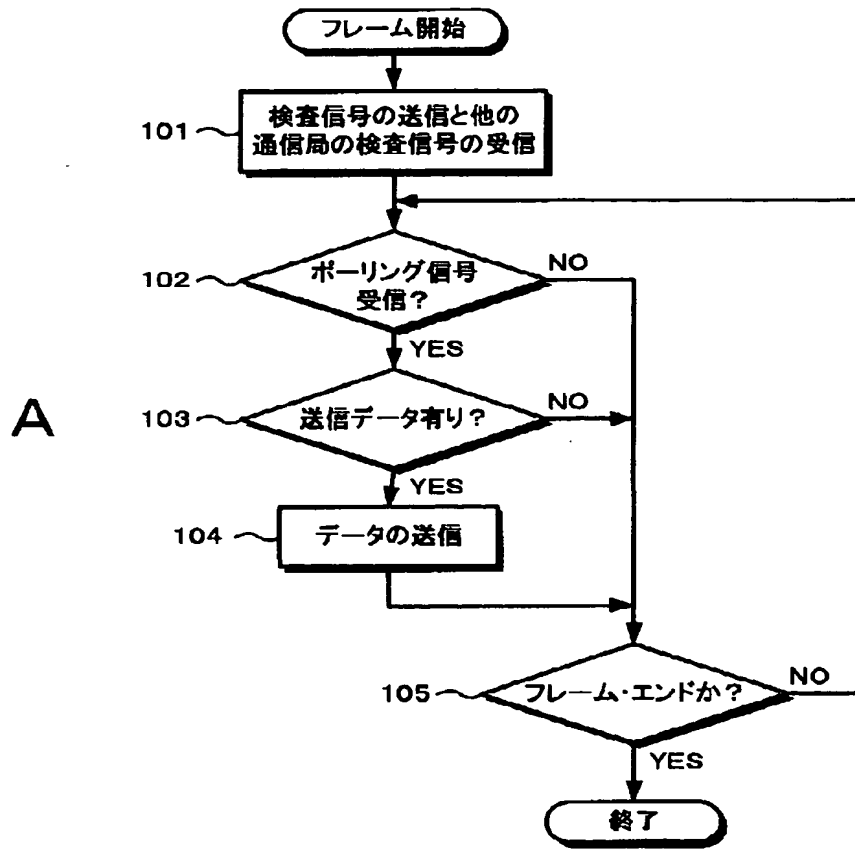 フレーム開始
101
検査信号の送信と他の
通信局の検査信号の受信
102
ポーリング信号
受信?
NO
YES
A
103
送信データ有り?
NO
YES
104
データの送信
105
フレーム・エンドか?
NO
YES
終了